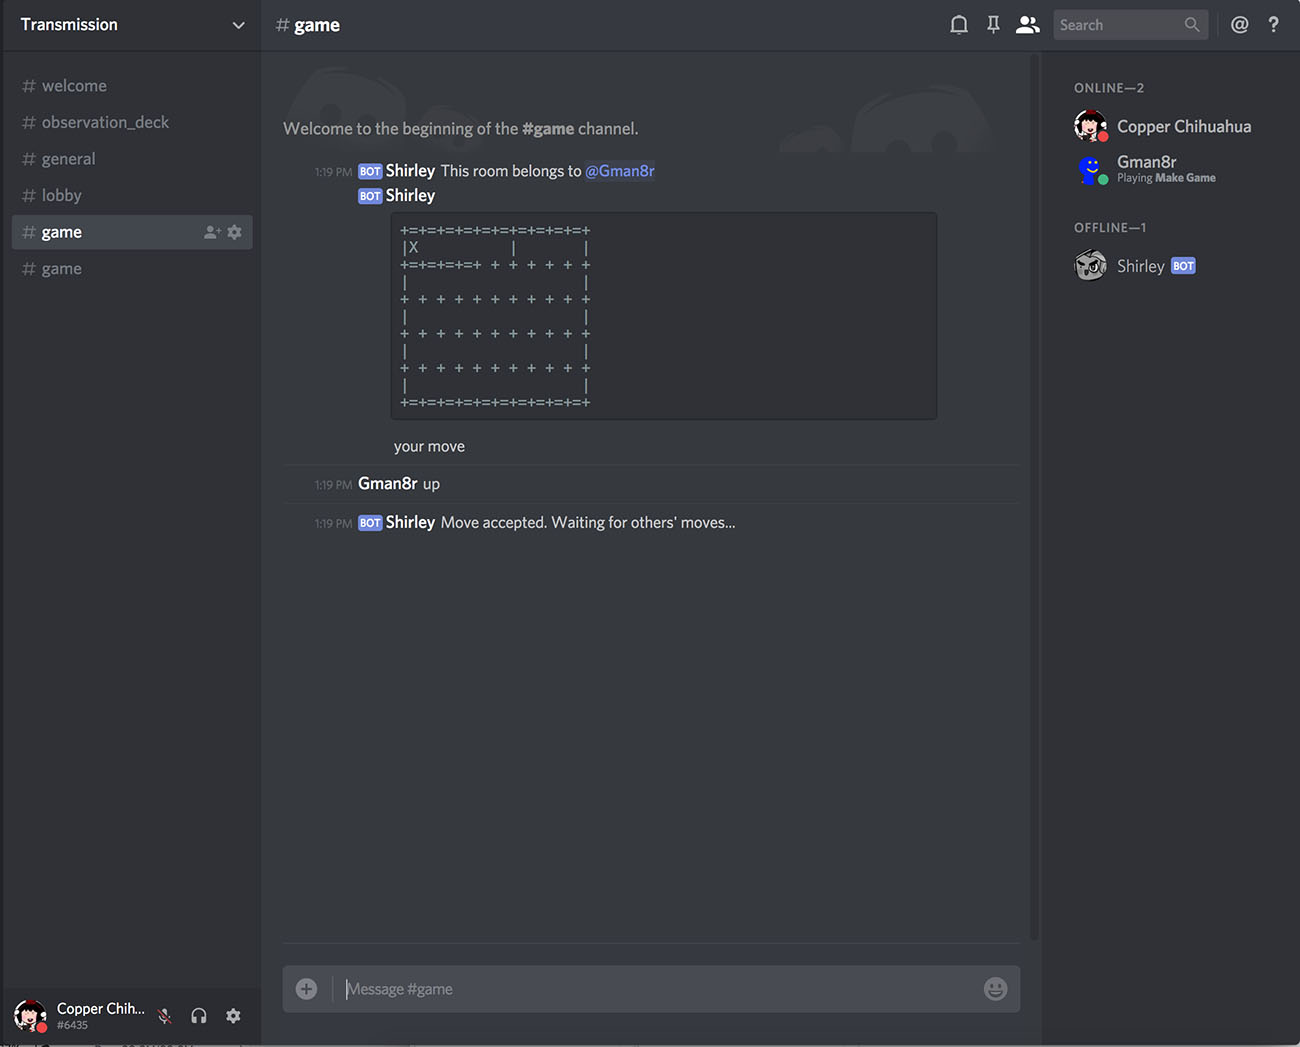 Transmission
# game
Search
@
?
# welcome
# observation_deck
# general
# lobby
# game
# game
Welcome to the beginning of the #game channel.
1:19 PM BOT Shirley This room belongs to @Gman8r
BOT Shirley
+=+=+=+=+=+=+=+=+=+=+
|X          |       |
+=+=+=+=+ + + + + + +
|                   |
+ + + + + + + + + + +
|                   |
+ + + + + + + + + + +
|                   |
+ + + + + + + + + + +
|                   |
+=+=+=+=+=+=+=+=+=+=+
your move
1:19 PM Gman8r up
1:19 PM BOT Shirley Move accepted. Waiting for others' moves...
Message #game
ONLINE—2
Copper Chihuahua
Gman8r
Playing Make Game
OFFLINE—1
Shirley BOT
Copper Chih...
#6435